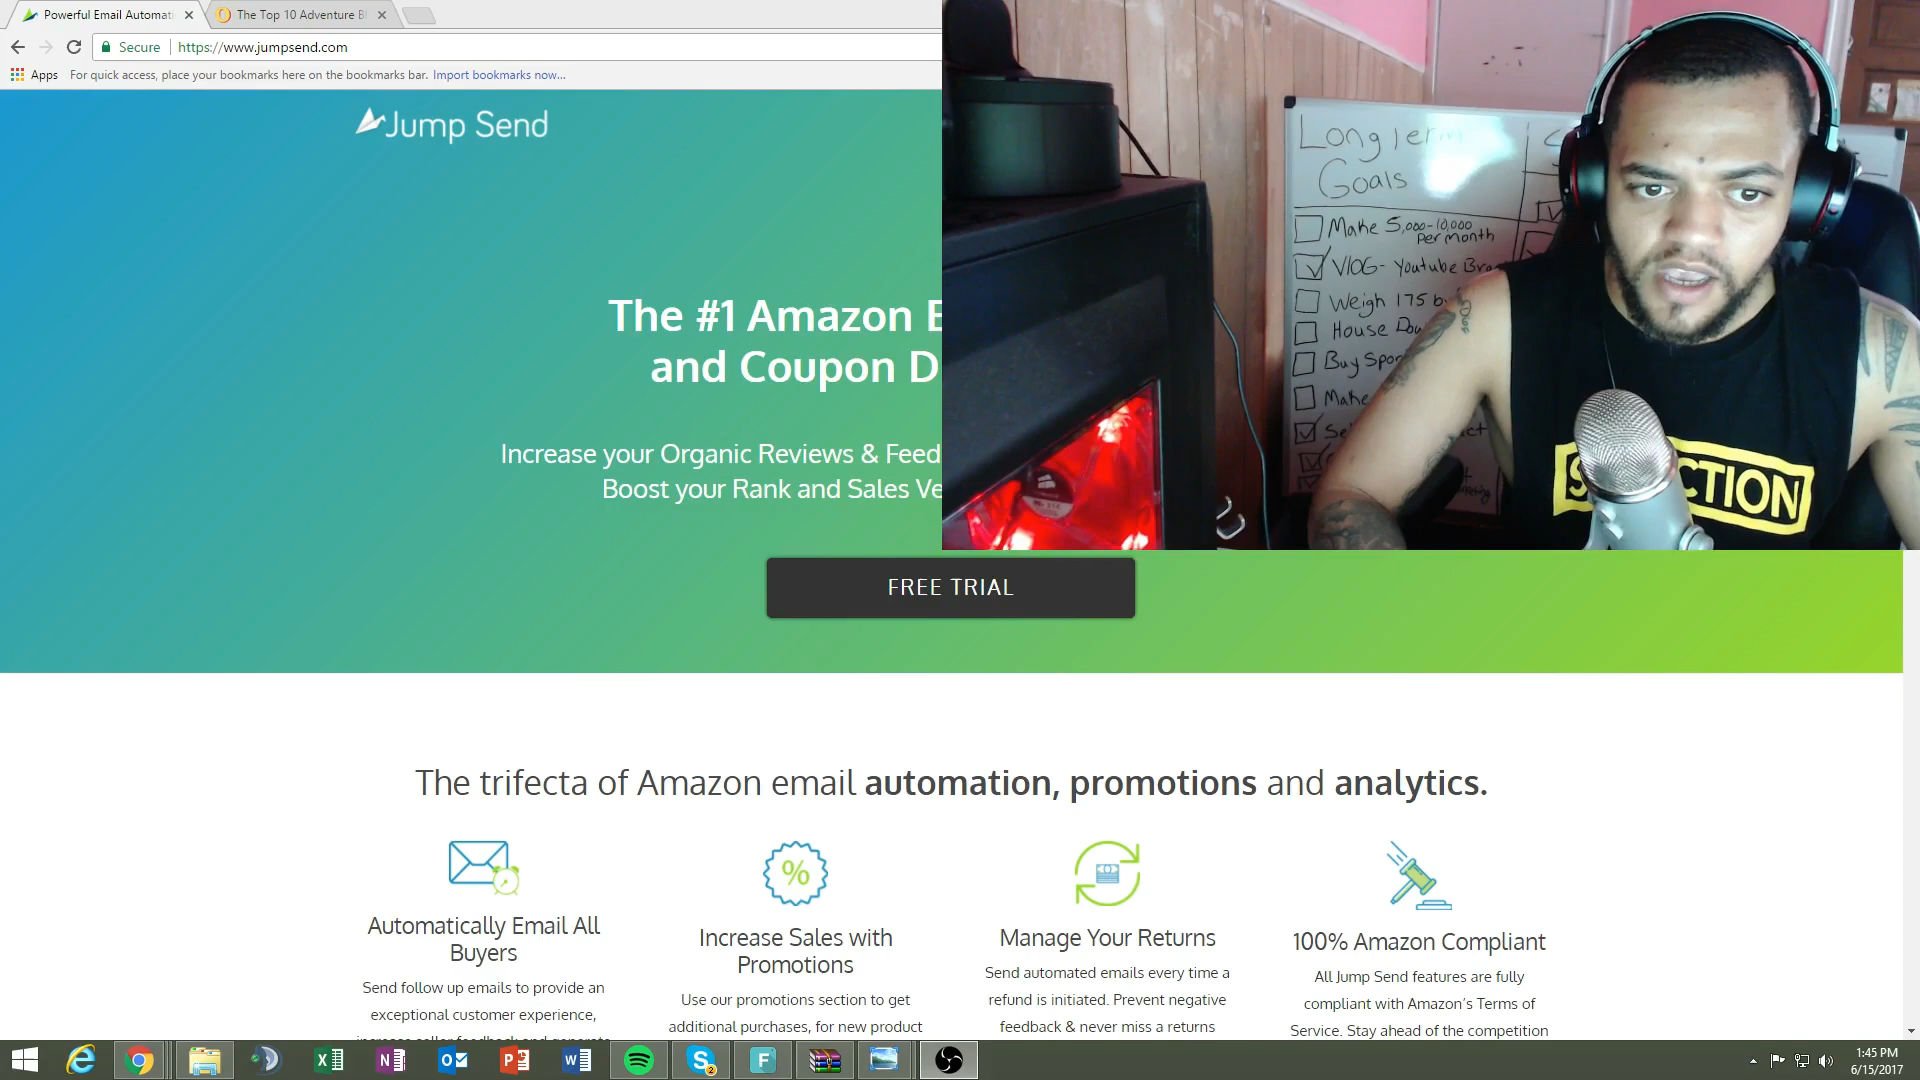 Powerful Email Automat
The Top 10 Adventure Bl
Secure
https://www.jumpsend.com
Apps
For quick access, place your bookmarks here on the bookmarks bar. Import bookmarks now...
Jump Send
The #1 Amazon
and Coupon D
Increase your Organic Reviews & Feed
Boost your Rank and Sales Ve
FREE TRIAL
Long Term
Goals
Make 5,000-10,000
Per month
VlOG- Youtube
Weigh 175
House
Buy
Make
The trifecta of Amazon email automation, promotions and analytics.
Automatically Email All
Buyers
Send follow up emails to provide an
exceptional customer experience,
increase seller feedback and generate
Increase Sales with
Promotions
Use our promotions section to get
additional purchases, for new product
Manage Your Returns
Send automated emails every time a
refund is initiated. Prevent negative
feedback & never miss a returns
100% Amazon Compliant
All Jump Send features are fully
compliant with Amazon's Terms of
Service. Stay ahead of the competition
1:45 PM
6/15/2017